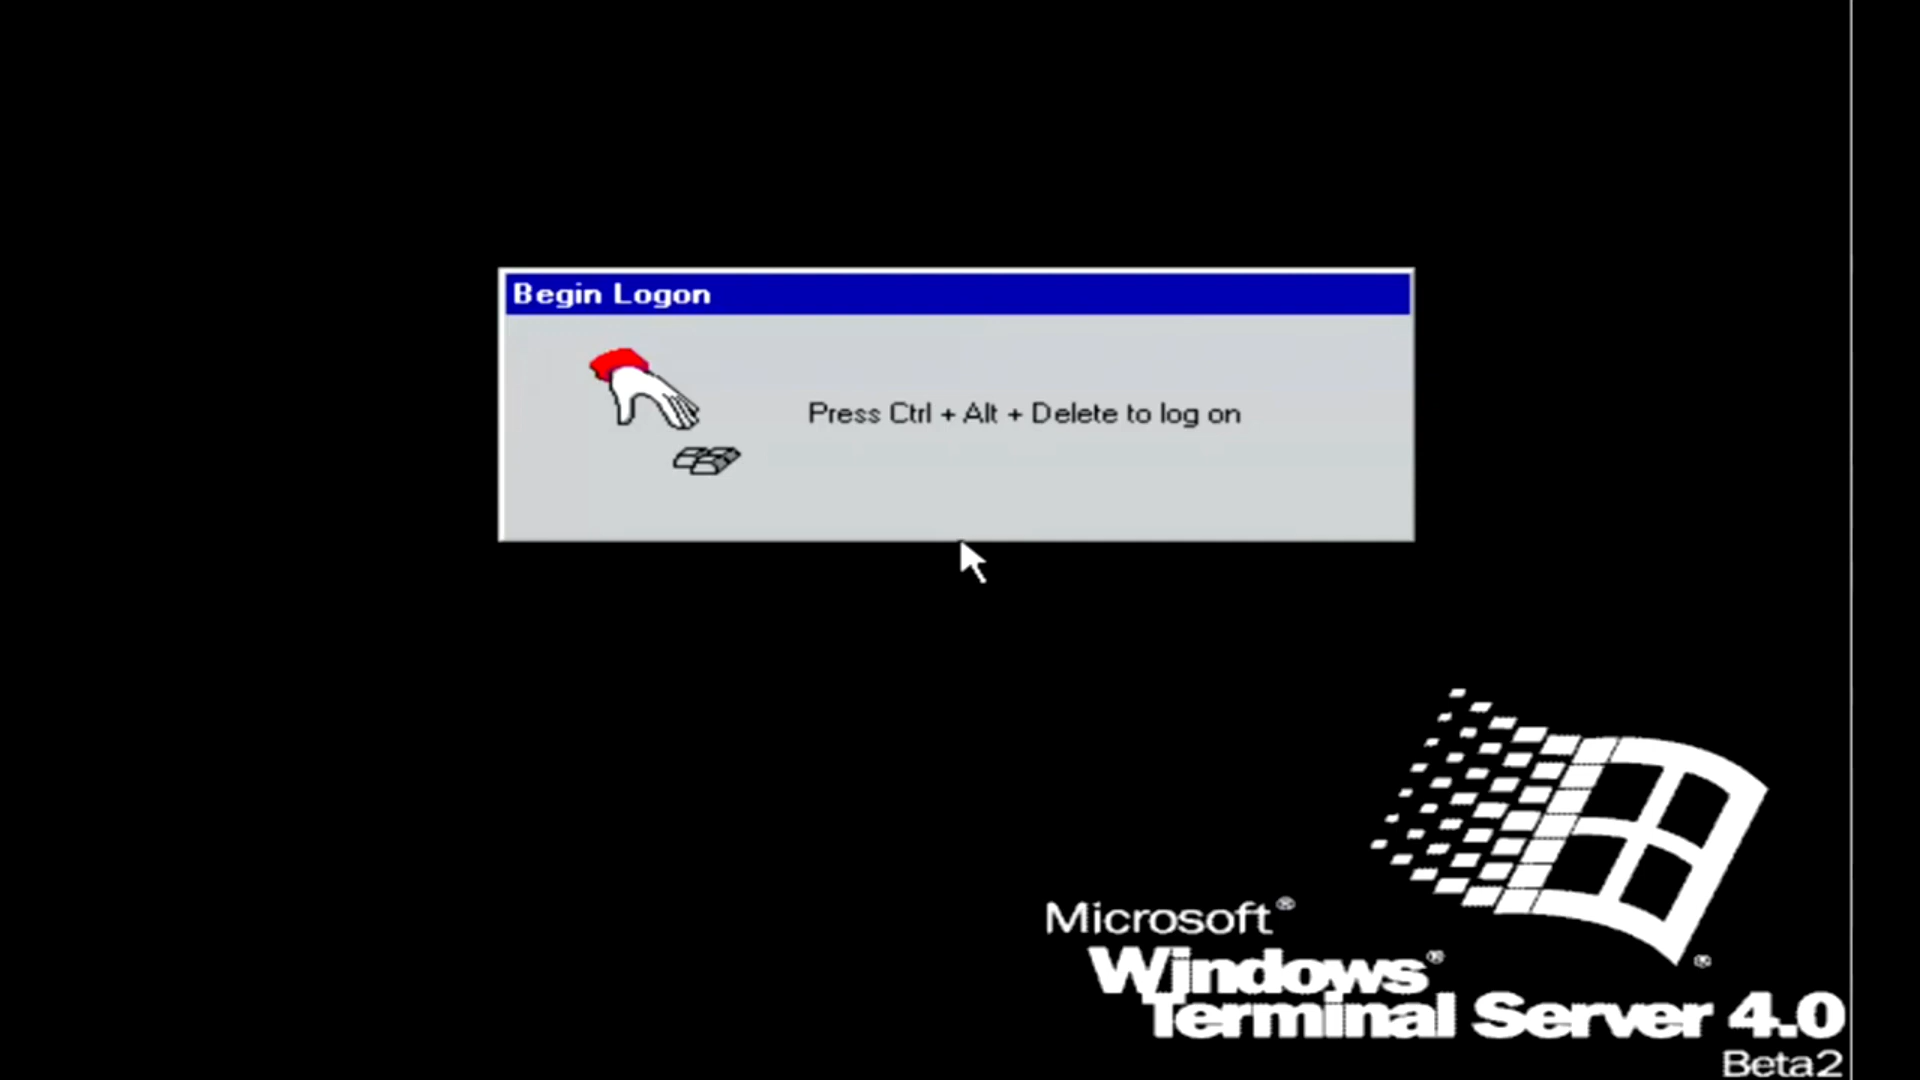 Begin Logon
Press Ctrl + Alt + Delete to log on
Microsoft®
Windows®
Terminal Server 4.0
Beta2
®